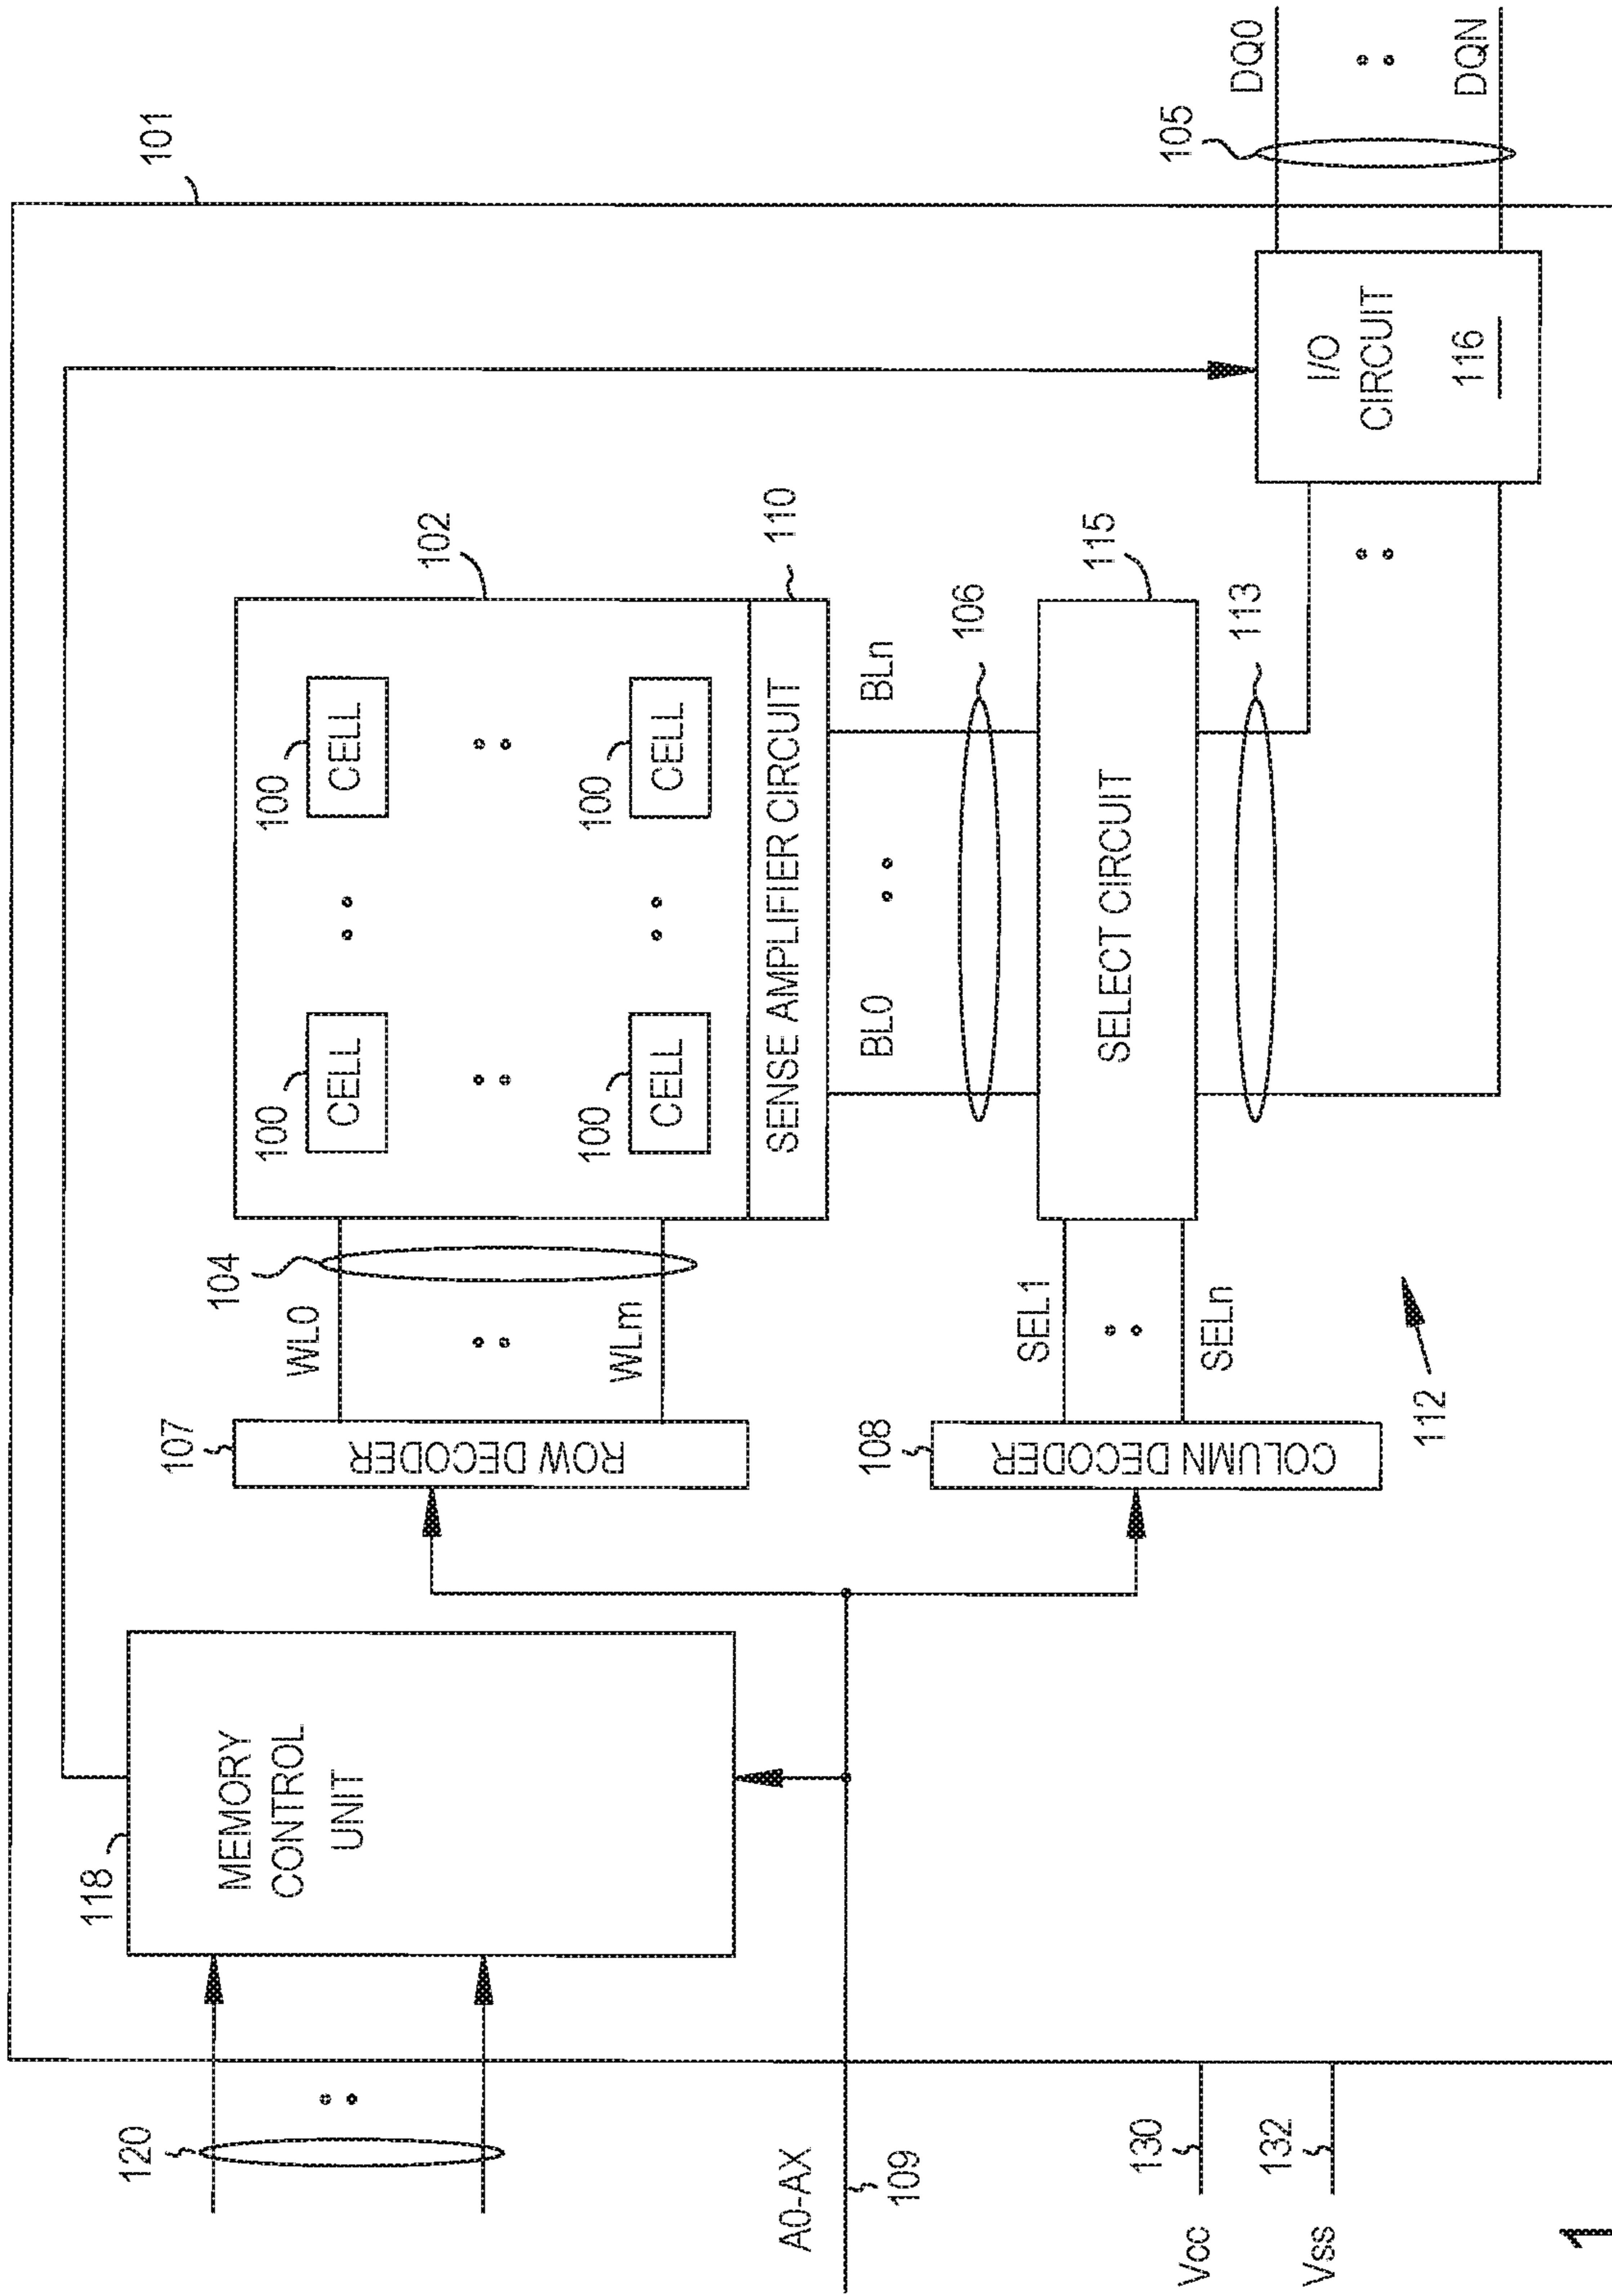 101
118
MEMORY
CONTROL
UNIT
120
107
ROW DECODER
WL0
WLm
104
102
100
CELL
100
CELL
100
CELL
100
CELL
110
SENSE AMPLIFIER CIRCUIT
BL0
BLn
106
A0-AX
109
108
COLUMN DECODER
SEL1
SELn
115
SELECT CIRCUIT
113
112
I/O
CIRCUIT
116
105
DQ0
DQN
Vcc
130
Vss
132
1